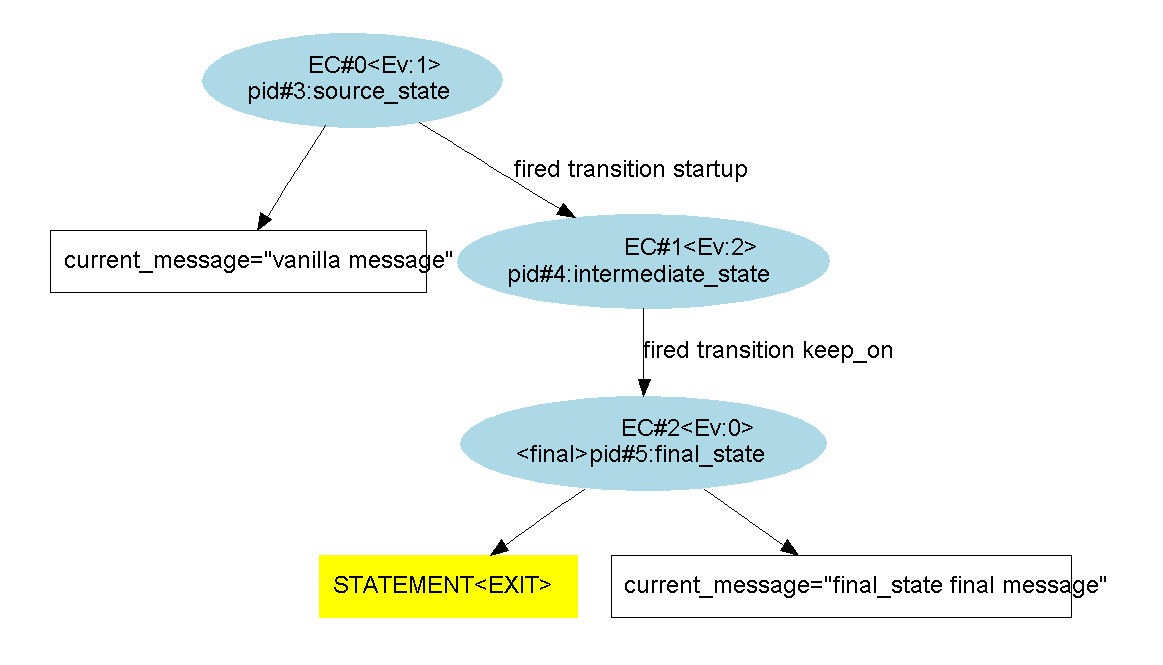 EC#0<Ev:1>
pid#3:source_state
fired transition startup
current_message="vanilla message"
EC#1<Ev:2>
pid#4:intermediate_state
fired transition keep_on
EC#2<Ev:0>
<final>pid#5:final_state
STATEMENT<EXIT>
current_message="final_state final message"